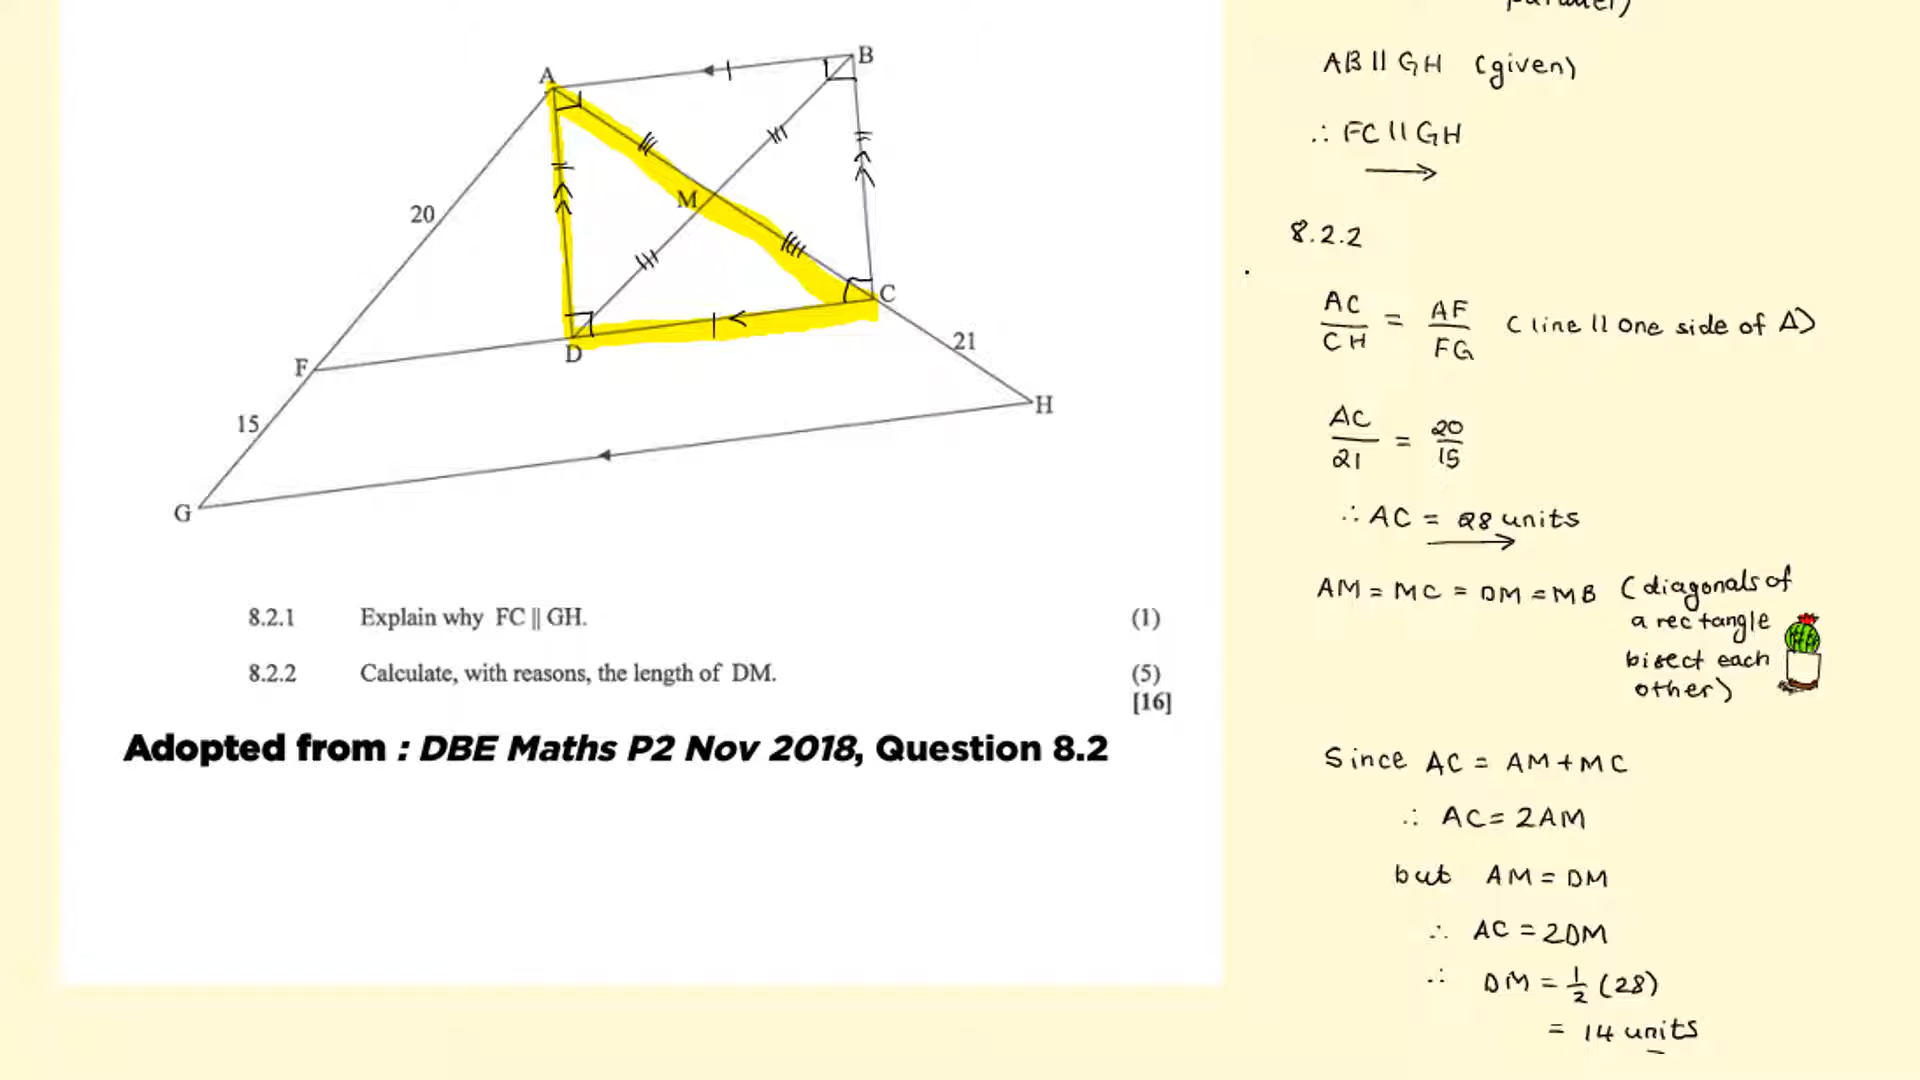 A
B
20
M
C
21
D
F
15
H
G
8.2.1 Explain why FC || GH. (1)
8.2.2 Calculate, with reasons, the length of DM. (5)
[16]
Adopted from : DBE Maths P2 Nov 2018, Question 8.2
AB || GH (given)
∴ FC || GH
8.2.2
AC/CH = AF/FG (line || one side of Δ)
AC/21 = 20/15
∴ AC = 28 units
AM = MC = DM = MB (diagonals of
a rectangle
bisect each
other)
Since AC = AM + MC
∴ AC = 2AM
but AM = DM
∴ AC = 2DM
∴ DM = 1/2 (28)
= 14 units